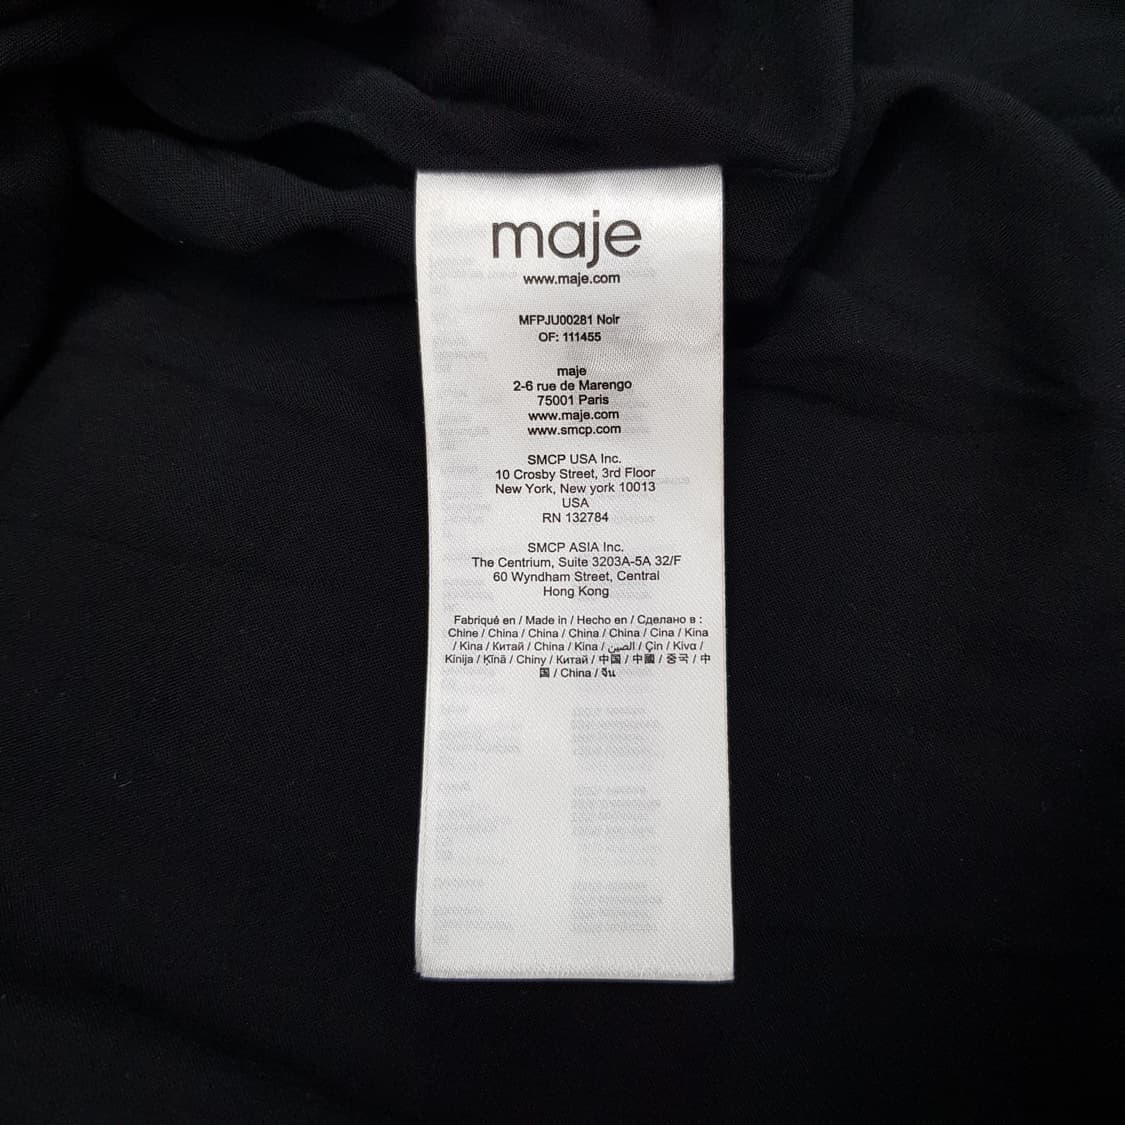 maje
www.maje.com
MFPJU00281 Noir
OF: 111455
maje
2-6 rue de Marengo
75001 Paris
www.maje.com
www.smcp.com
SMCP USA Inc.
10 Crosby Street, 3rd Floor
New York, New york 10013
USA
RN 132784
SMCP ASIA Inc.
The Centrium, Suite 3203A-5A 32/F
60 Wyndham Street, Central
Hong Kong
Fabriqué en / Made in / Hecho en / Сделано в :
Chine / China / China / China / China / Cina / Kina
/ Kina / Китай / China / Kina / الصين / Çin / Κίνα /
Kinija / Ķīnā / Chiny / Китай / 中国 / 中國 / 중국 / 中
国 / China / จีน